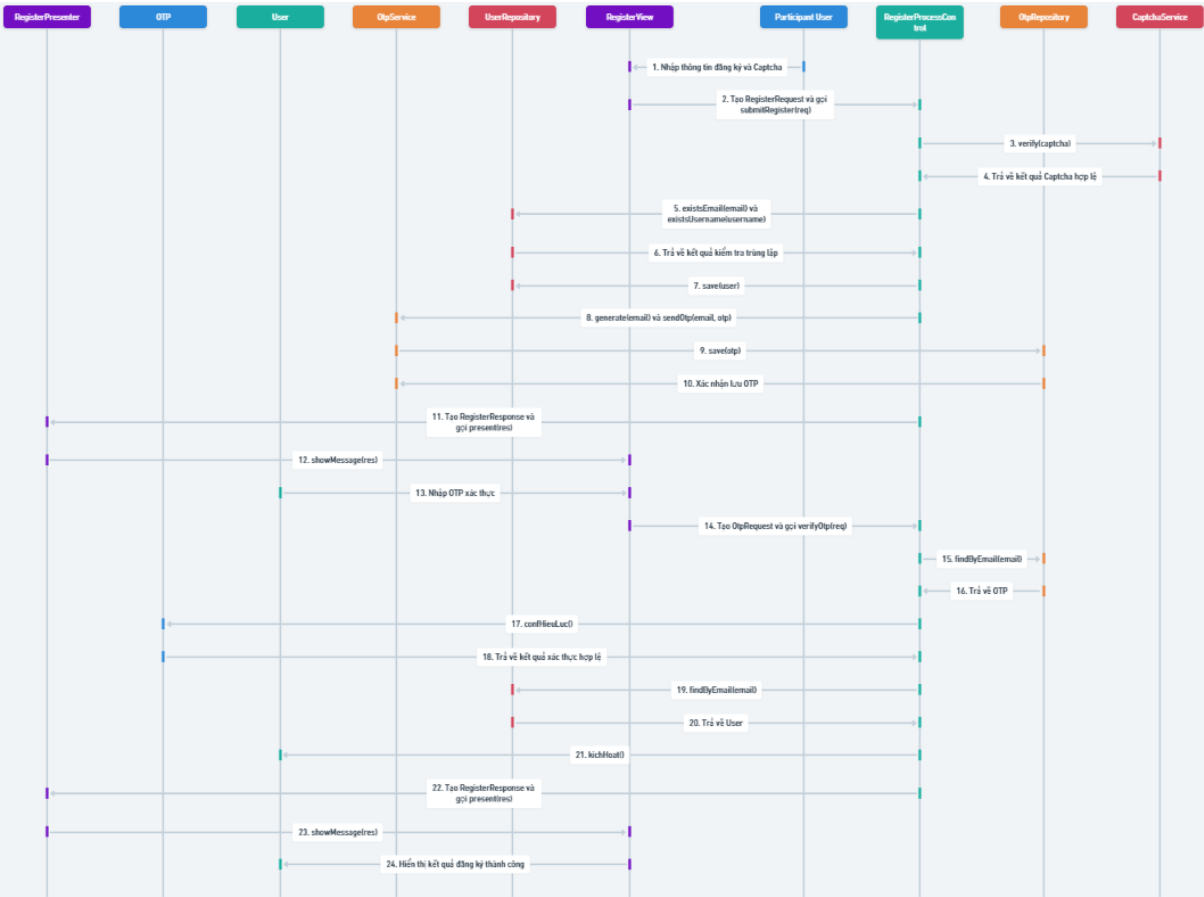 RegisterPresenter
OTP
User
OtpService
UserRepository
RegisterView
Participant User
RegisterProcessCon
trol
OtpRepository
CaptchaService
1. Nhập thông tin đăng ký và Captcha
2. Tạo RegisterRequest và gọi
submitRegister(req)
3. verify(captcha)
4. Trả về kết quả Captcha hợp lệ
5. existsEmail(email) và
existsUsername(username)
6. Trả về kết quả kiểm tra trùng lặp
7. save(user)
8. generate(email) và sendOtp(email, otp)
9. save(otp)
10. Xác nhận lưu OTP
11. Tạo RegisterResponse và
gọi present(res)
12. showMessage(res)
13. Nhập OTP xác thực
14. Tạo OtpRequest và gọi verifyOtp(req)
15. findByEmail(email)
16. Trả về OTP
17. conHieuLuc()
18. Trả về kết quả xác thực hợp lệ
19. findByEmail(email)
20. Trả về User
21. kichHoat()
22. Tạo RegisterResponse và
gọi present(res)
23. showMessage(res)
24. Hiển thị kết quả đăng ký thành công